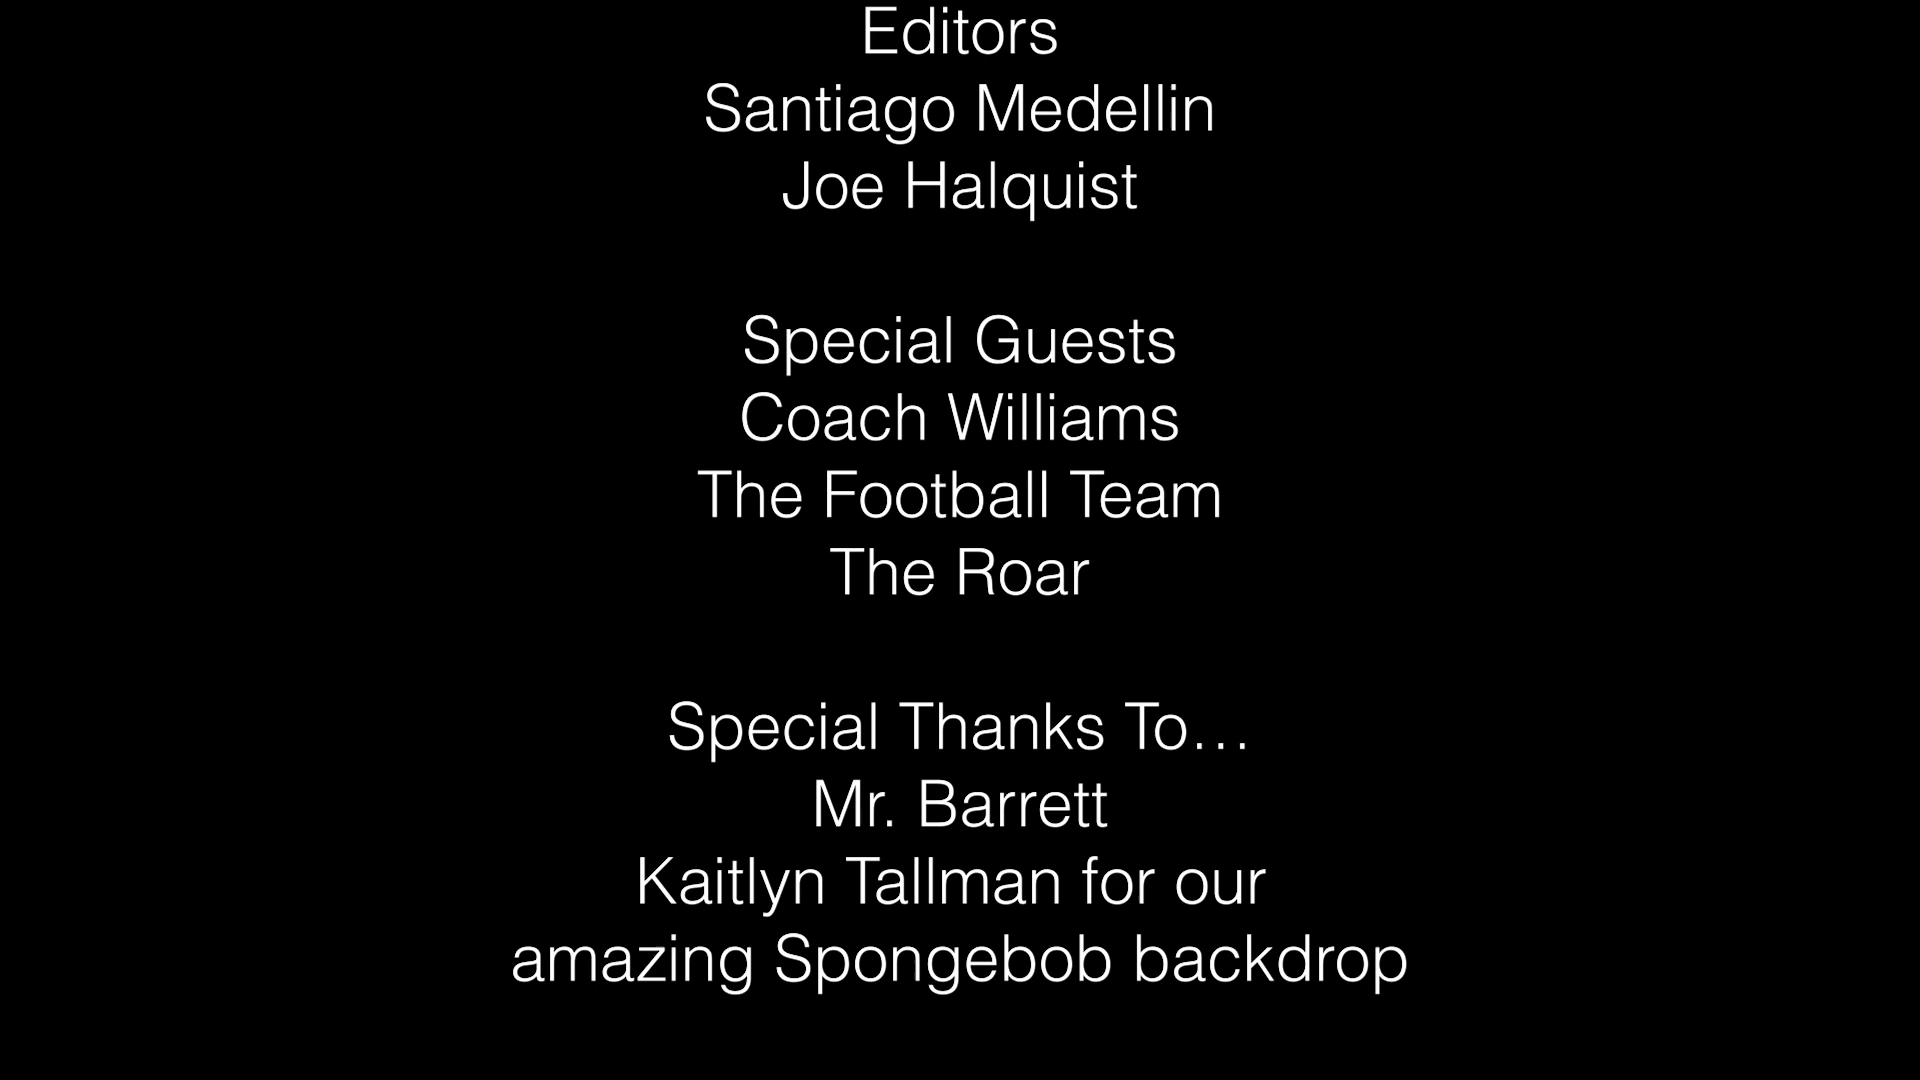 Editors
Santiago Medellin
Joe Halquist
Special Guests
Coach Williams
The Football Team
The Roar
Special Thanks To…
Mr. Barrett
Kaitlyn Tallman for our
amazing Spongebob backdrop